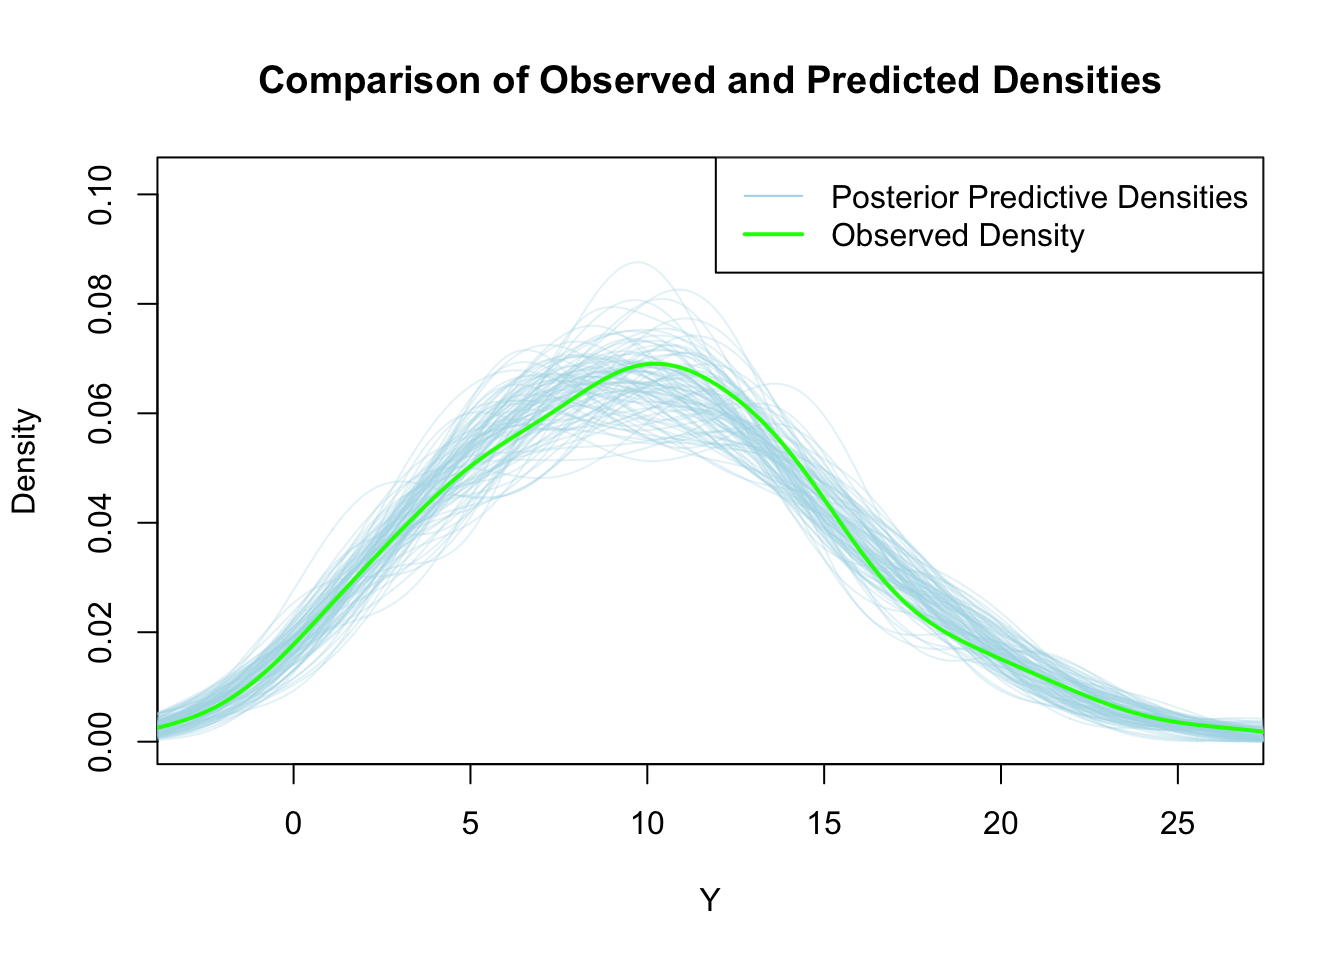 Comparison of Observed and Predicted Densities
Posterior Predictive Densities
Observed Density
Density
0.10
0.08
0.06
0.04
0.02
0.00
0 5 10 15 20 25
Y